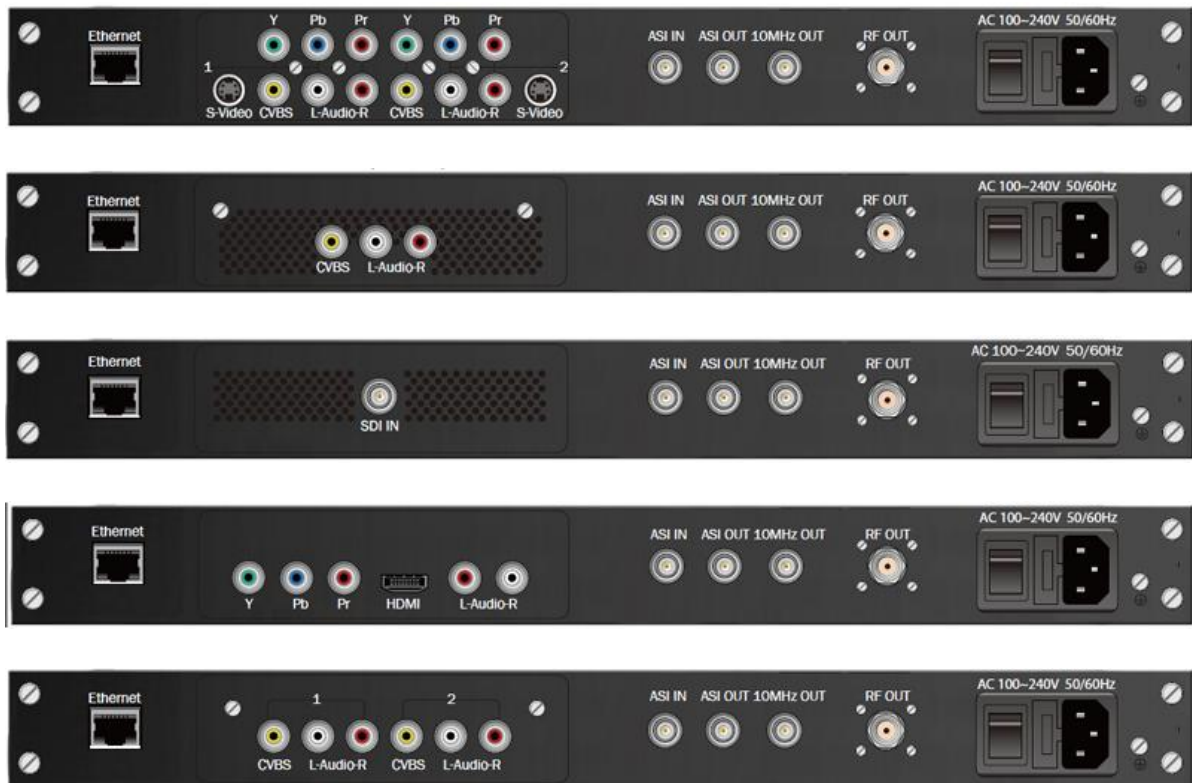 Ethernet Y Pb Pr Y Pb Pr ASI IN ASI OUT 10MHz OUT RF OUT AC 100~240V 50/60Hz
1 2
S-Video CVBS L-Audio-R CVBS L-Audio-R S-Video
Ethernet ASI IN ASI OUT 10MHz OUT RF OUT AC 100~240V 50/60Hz
CVBS L-Audio-R
Ethernet ASI IN ASI OUT 10MHz OUT RF OUT AC 100~240V 50/60Hz
SDI IN
Ethernet ASI IN ASI OUT 10MHz OUT RF OUT AC 100~240V 50/60Hz
Y Pb Pr HDMI L-Audio-R
Ethernet 1 2 ASI IN ASI OUT 10MHz OUT RF OUT AC 100~240V 50/60Hz
CVBS L-Audio-R CVBS L-Audio-R